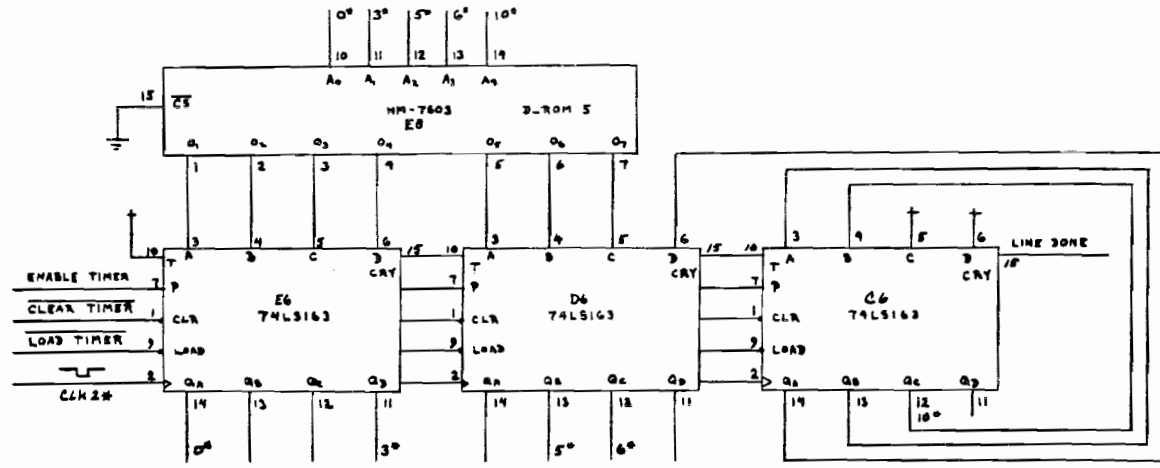 0* 3* 5* 6* 10*
10 11 12 13 14
A0 A1 A2 A3 A4
15 CS HM-7603 D_ROM 5
E8
O1 O2 O3 O4 O5 O6 O7
1 2 3 4 5 6 7
3 4 5 6 3 4 5 6 3 4 5 6
10 T A B C D 15 10 T A B C D 15 10 T A B C D LINE DONE
CRY CRY CRY 15
ENABLE TIMER 7 P 7 P 7 P
E6 D6 C6
CLEAR TIMER 1 CLR 74LS163 1 CLR 74LS163 1 CLR 74LS163
LOAD TIMER 9 LOAD 9 LOAD 9 LOAD
2 QA QB QC QD 2 QA QB QC QD 2 QA QB QC QD
CLK 2* 14 13 12 11 14 13 12 11 14 13 12 11
10*
0* 3* 5* 6*